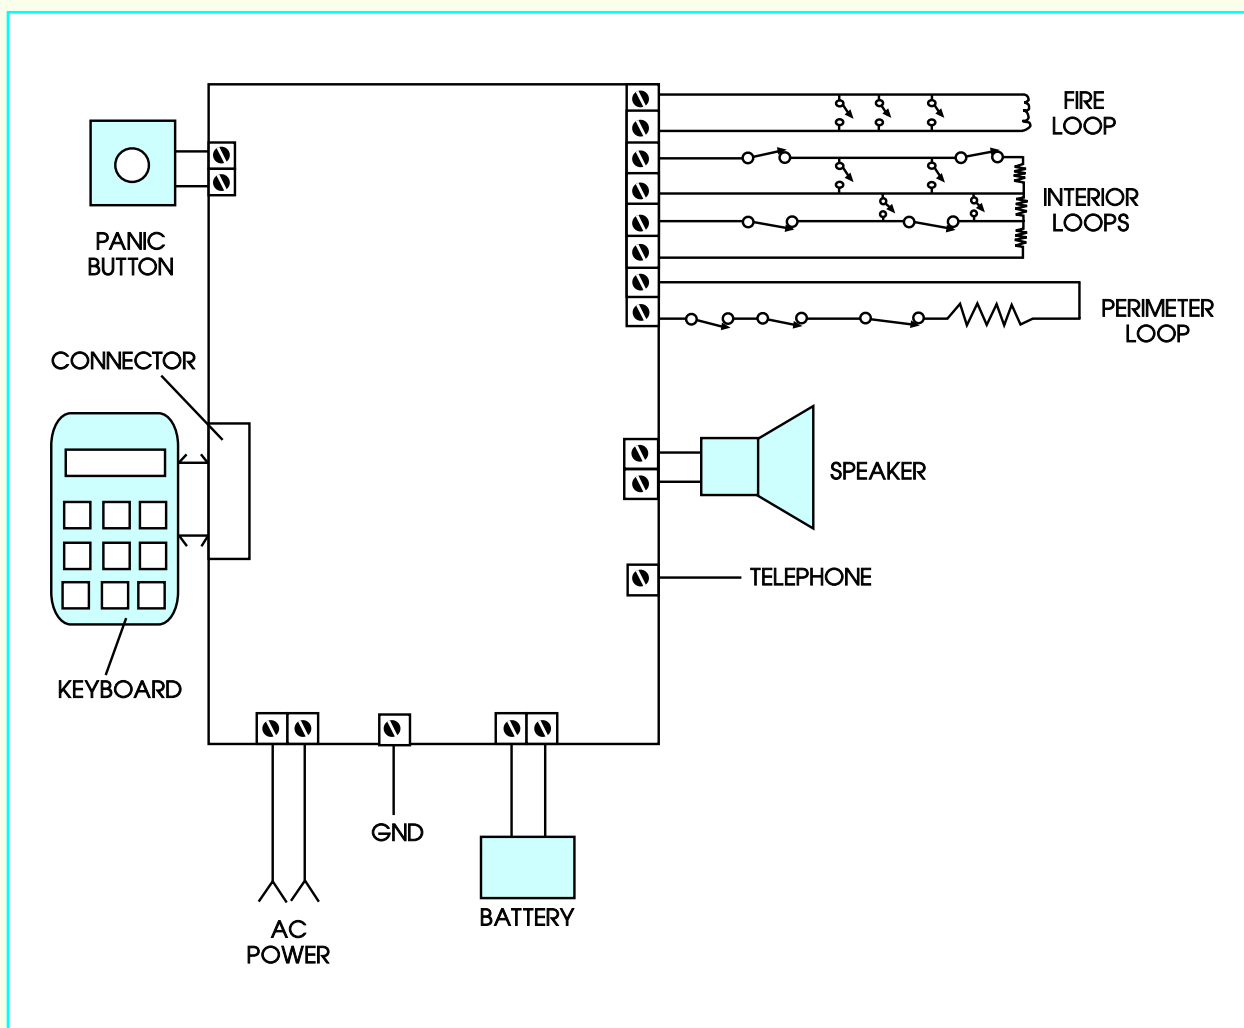 FIRE
LOOP
PANIC
BUTTON
INTERIOR
LOOPS
PERIMETER
LOOP
CONNECTOR
SPEAKER
TELEPHONE
KEYBOARD
GND
BATTERY
AC
POWER